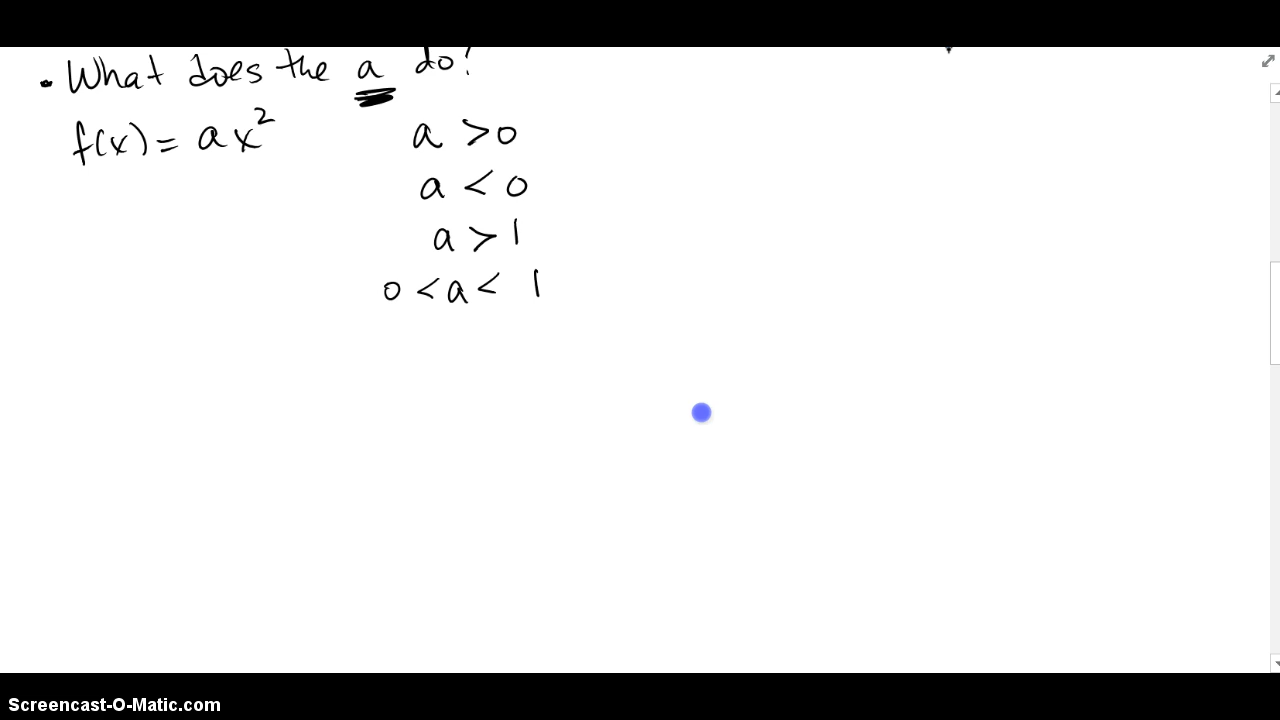 • What does the a do?
f(x) = ax²
a > 0
a < 0
a > 1
0 < a < 1
Screencast-O-Matic.com